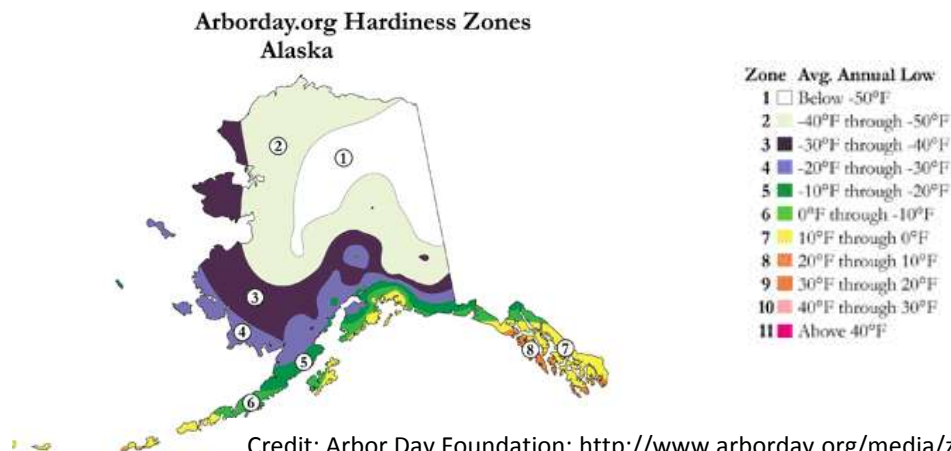 Arborday.org Hardiness Zones
Alaska
Zone Avg. Annual Low
1 Below -50°F
2 -40°F through -50°F
3 -30°F through -40°F
4 -20°F through -30°F
5 -10°F through -20°F
6 0°F through -10°F
7 10°F through 0°F
8 20°F through 10°F
9 30°F through 20°F
10 40°F through 30°F
11 Above 40°F
2
1
3
4
5
8
7
6
Credit: Arbor Day Foundation: http://www.arborday.org/media/z